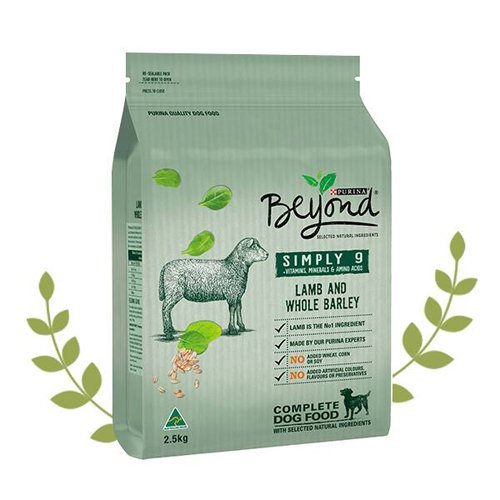 RE-SEALABLE PACK
TEAR HERE TO OPEN
PRESS TO CLOSE
PURINA QUALITY DOG FOOD
PURINA®
Beyond
SELECTED NATURAL INGREDIENTS
SIMPLY 9
+VITAMINS, MINERALS & AMINO ACIDS
LAMB AND
WHOLE BARLEY
LAMB IS THE No1 INGREDIENT
MADE BY OUR PURINA EXPERTS
NO ADDED WHEAT, CORN
OR SOY
NO ADDED ARTIFICIAL COLOURS,
FLAVOURS OR PRESERVATIVES
COMPLETE
DOG FOOD
WITH SELECTED NATURAL INGREDIENTS
2.5kg
LAMB
WHOLE